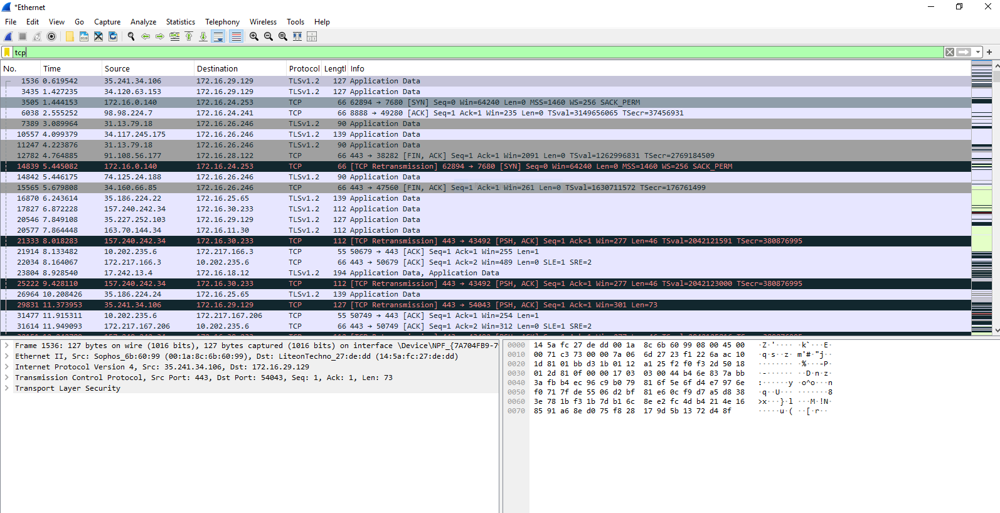 *Ethernet
File Edit View Go Capture Analyze Statistics Telephony Wireless Tools Help
tcp
No. Time Source Destination Protocol Lengtl Info
1536 0.619542 35.241.34.106 172.16.29.129 TLSv1.2 127 Application Data
3435 1.427235 34.120.63.153 172.16.29.129 TLSv1.2 127 Application Data
3505 1.444153 172.16.0.140 172.16.24.253 TCP 66 62894 → 7680 [SYN] Seq=0 Win=64240 Len=0 MSS=1460 WS=256 SACK_PERM
6038 2.555252 98.98.224.7 172.16.24.241 TCP 66 8888 → 49280 [ACK] Seq=1 Ack=1 Win=235 Len=0 TSval=3149656065 TSecr=37456931
7389 3.089964 31.13.79.18 172.16.26.246 TLSv1.2 90 Application Data
10557 4.099379 34.117.245.175 172.16.26.246 TLSv1.2 139 Application Data
11247 4.223876 31.13.79.18 172.16.26.246 TLSv1.2 90 Application Data
12782 4.764885 91.108.56.177 172.16.28.122 TCP 66 443 → 38282 [FIN, ACK] Seq=1 Ack=1 Win=2091 Len=0 TSval=1262996831 TSecr=2769184509
14839 5.445082 172.16.0.140 172.16.24.253 TCP 66 [TCP Retransmission] 62894 → 7680 [SYN] Seq=0 Win=64240 Len=0 MSS=1460 WS=256 SACK_PERM
14842 5.446175 74.125.24.188 172.16.26.246 TLSv1.2 90 Application Data
15565 5.679808 34.160.66.85 172.16.26.246 TCP 66 443 → 47560 [FIN, ACK] Seq=1 Ack=1 Win=261 Len=0 TSval=1630711572 TSecr=176761499
16870 6.243614 35.186.224.22 172.16.25.65 TLSv1.2 139 Application Data
17827 6.872228 157.240.242.34 172.16.30.233 TLSv1.2 112 Application Data
20546 7.849108 35.227.252.103 172.16.29.129 TLSv1.2 127 Application Data
20577 7.864448 163.70.144.34 172.16.11.30 TLSv1.2 112 Application Data
21333 8.018283 157.240.242.34 172.16.30.233 TCP 112 [TCP Retransmission] 443 → 43492 [PSH, ACK] Seq=1 Ack=1 Win=277 Len=46 TSval=2042121591 TSecr=380876995
21914 8.133482 10.202.235.6 172.217.166.3 TCP 55 50679 → 443 [ACK] Seq=1 Ack=1 Win=255 Len=1
22034 8.164067 172.217.166.3 10.202.235.6 TCP 66 443 → 50679 [ACK] Seq=1 Ack=2 Win=489 Len=0 SLE=1 SRE=2
23804 8.928540 17.242.13.4 172.16.18.12 TLSv1.2 194 Application Data, Application Data
25222 9.428110 157.240.242.34 172.16.30.233 TCP 112 [TCP Retransmission] 443 → 43492 [PSH, ACK] Seq=1 Ack=1 Win=277 Len=46 TSval=2042123000 TSecr=380876995
26964 10.208426 35.186.224.24 172.16.25.65 TLSv1.2 139 Application Data
29831 11.373953 35.241.34.106 172.16.29.129 TCP 127 [TCP Retransmission] 443 → 54043 [PSH, ACK] Seq=1 Ack=1 Win=301 Len=73
31477 11.915311 10.202.235.6 172.217.167.206 TCP 55 50749 → 443 [ACK] Seq=1 Ack=1 Win=254 Len=1
31614 11.949093 172.217.167.206 10.202.235.6 TCP 66 443 → 50749 [ACK] Seq=1 Ack=2 Win=312 Len=0 SLE=1 SRE=2
Frame 1536: 127 bytes on wire (1016 bits), 127 bytes captured (1016 bits) on interface \Device\NPF_{7A704FB9-7
Ethernet II, Src: Sophos_6b:60:99 (00:1a:8c:6b:60:99), Dst: LiteonTechno_27:de:dd (14:5a:fc:27:de:dd)
Internet Protocol Version 4, Src: 35.241.34.106, Dst: 172.16.29.129
Transmission Control Protocol, Src Port: 443, Dst Port: 54043, Seq: 1, Ack: 1, Len: 73
Transport Layer Security
0000 14 5a fc 27 de dd 00 1a 8c 6b 60 99 08 00 45 00 ·Z·'···· ·k`···E·
0010 00 71 c3 73 00 00 7a 06 6d 27 23 f1 22 6a ac 10 ·q·s··z· m'#·"j··
0020 1d 81 01 bb d3 1b 01 12 a1 25 f2 f0 f3 2d 50 18 ········ ·%···-P·
0030 01 2d 81 0f 00 00 17 03 03 00 44 b4 6e 83 7a bb ·-······ ··D·n·z·
0040 3a fb b4 ec 96 c9 b0 79 81 6f 5e 6f d4 e7 97 6e :······y ·o^o···n
0050 f0 71 7f de 55 06 d2 bf 81 e6 0c f9 d7 a5 d8 38 ·q··U··· ·······8
0060 3e 78 1b f3 1b 7d b1 6c 8e e2 fc 4d b4 21 4e 16 >x···}·l ···M·!N·
0070 85 91 a6 8e d0 75 f8 28 17 9d 5b 13 72 d4 8f ·····u·( ··[·r··